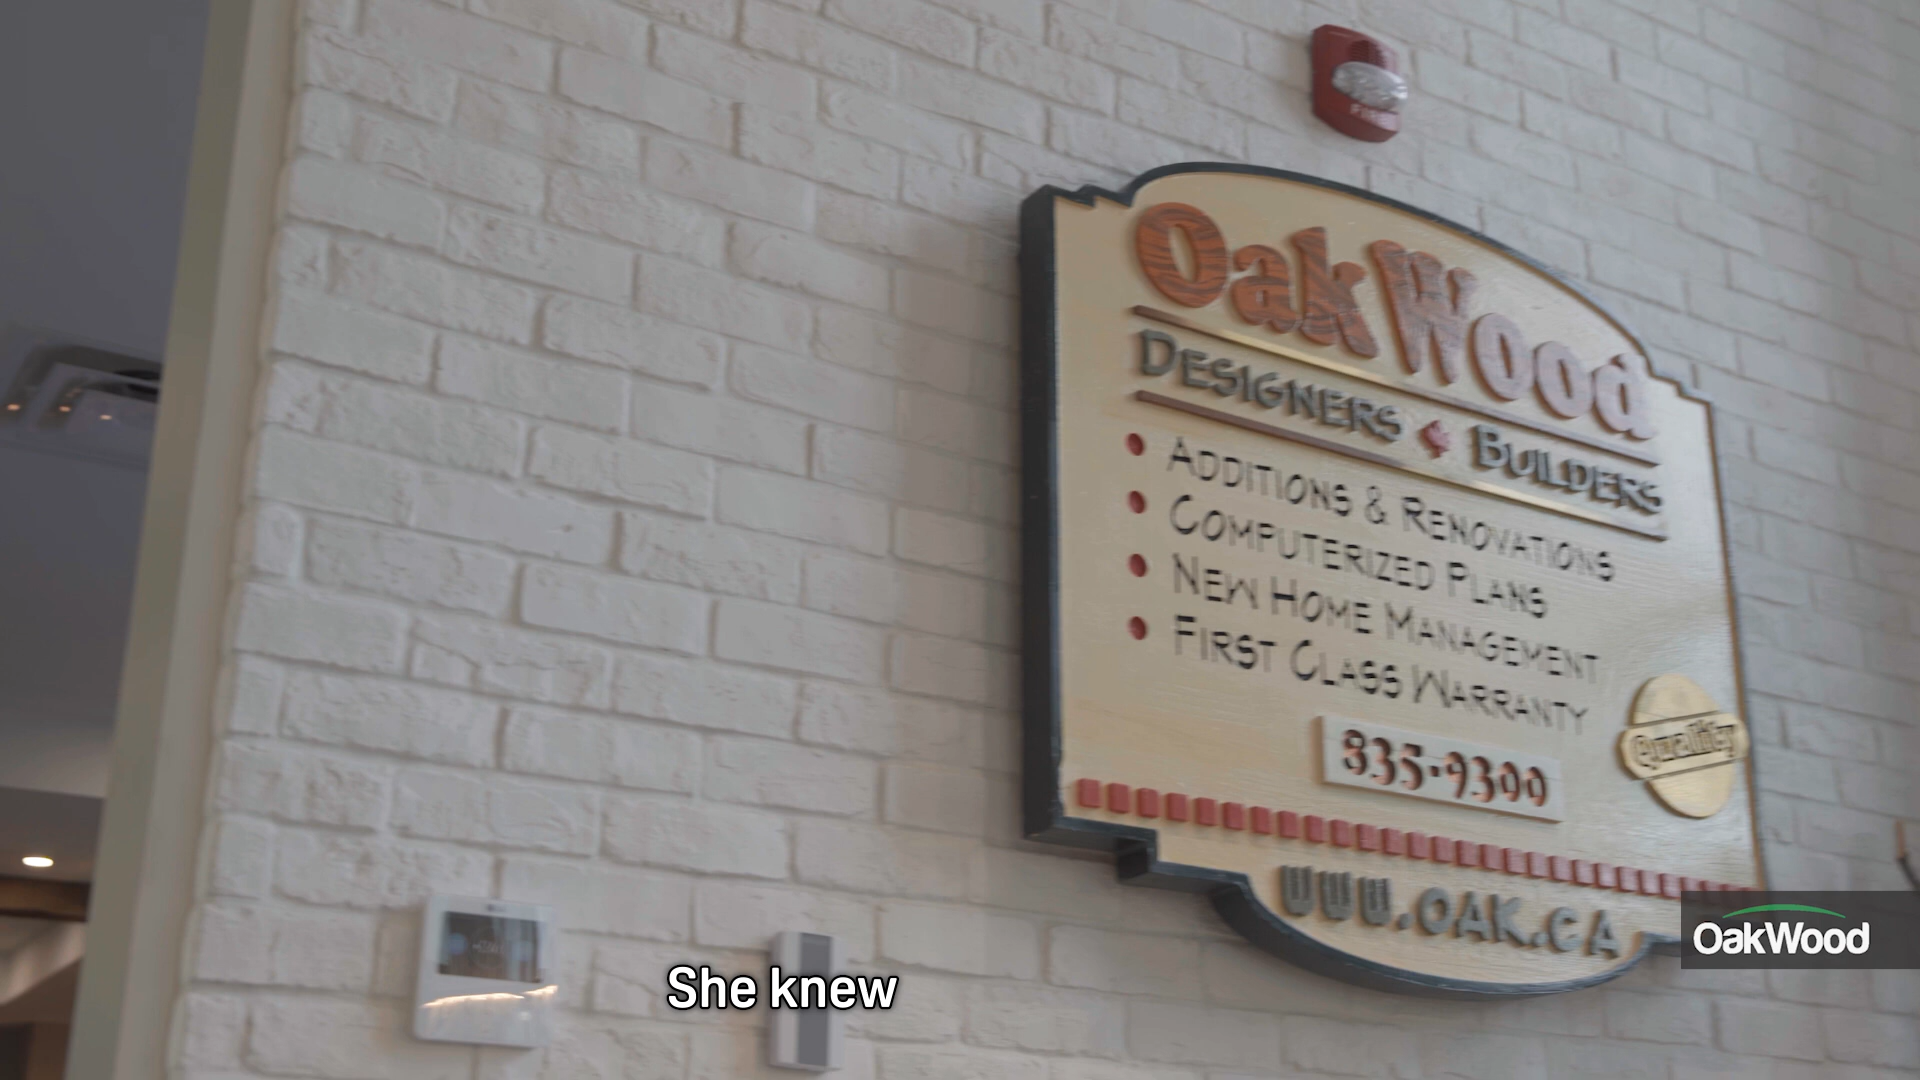 OakWood
DESIGNERS BUILDERS
ADDITIONS & RENOVATIONS
COMPUTERIZED PLANS
NEW HOME MANAGEMENT
FIRST CLASS WARRANTY
Quality
835-9300
WWW.OAK.CA
OakWood
She knew